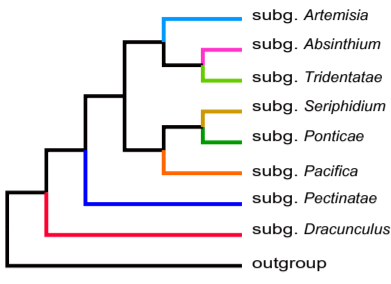 subg. Artemisia
subg. Absinthium
subg. Tridentatae
subg. Seriphidium
subg. Ponticae
subg. Pacifica
subg. Pectinatae
subg. Dracunculus
outgroup